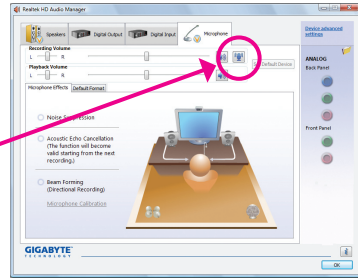 Realtek HD Audio Manager
Speakers
Digital Output
Digital Input
Microphone
Device advanced
settings
Recording Volume
L R
Set Default Device
Playback Volume
L R
ANALOG
Back Panel
Microphone Effects Default Format
Noise Suppression
Acoustic Echo Cancellation
(The function will become
valid starting from the next
recording.)
Front Panel
Beam Forming
(Directional Recording)
Microphone Calibration
GIGABYTE
TECHNOLOGY
OK